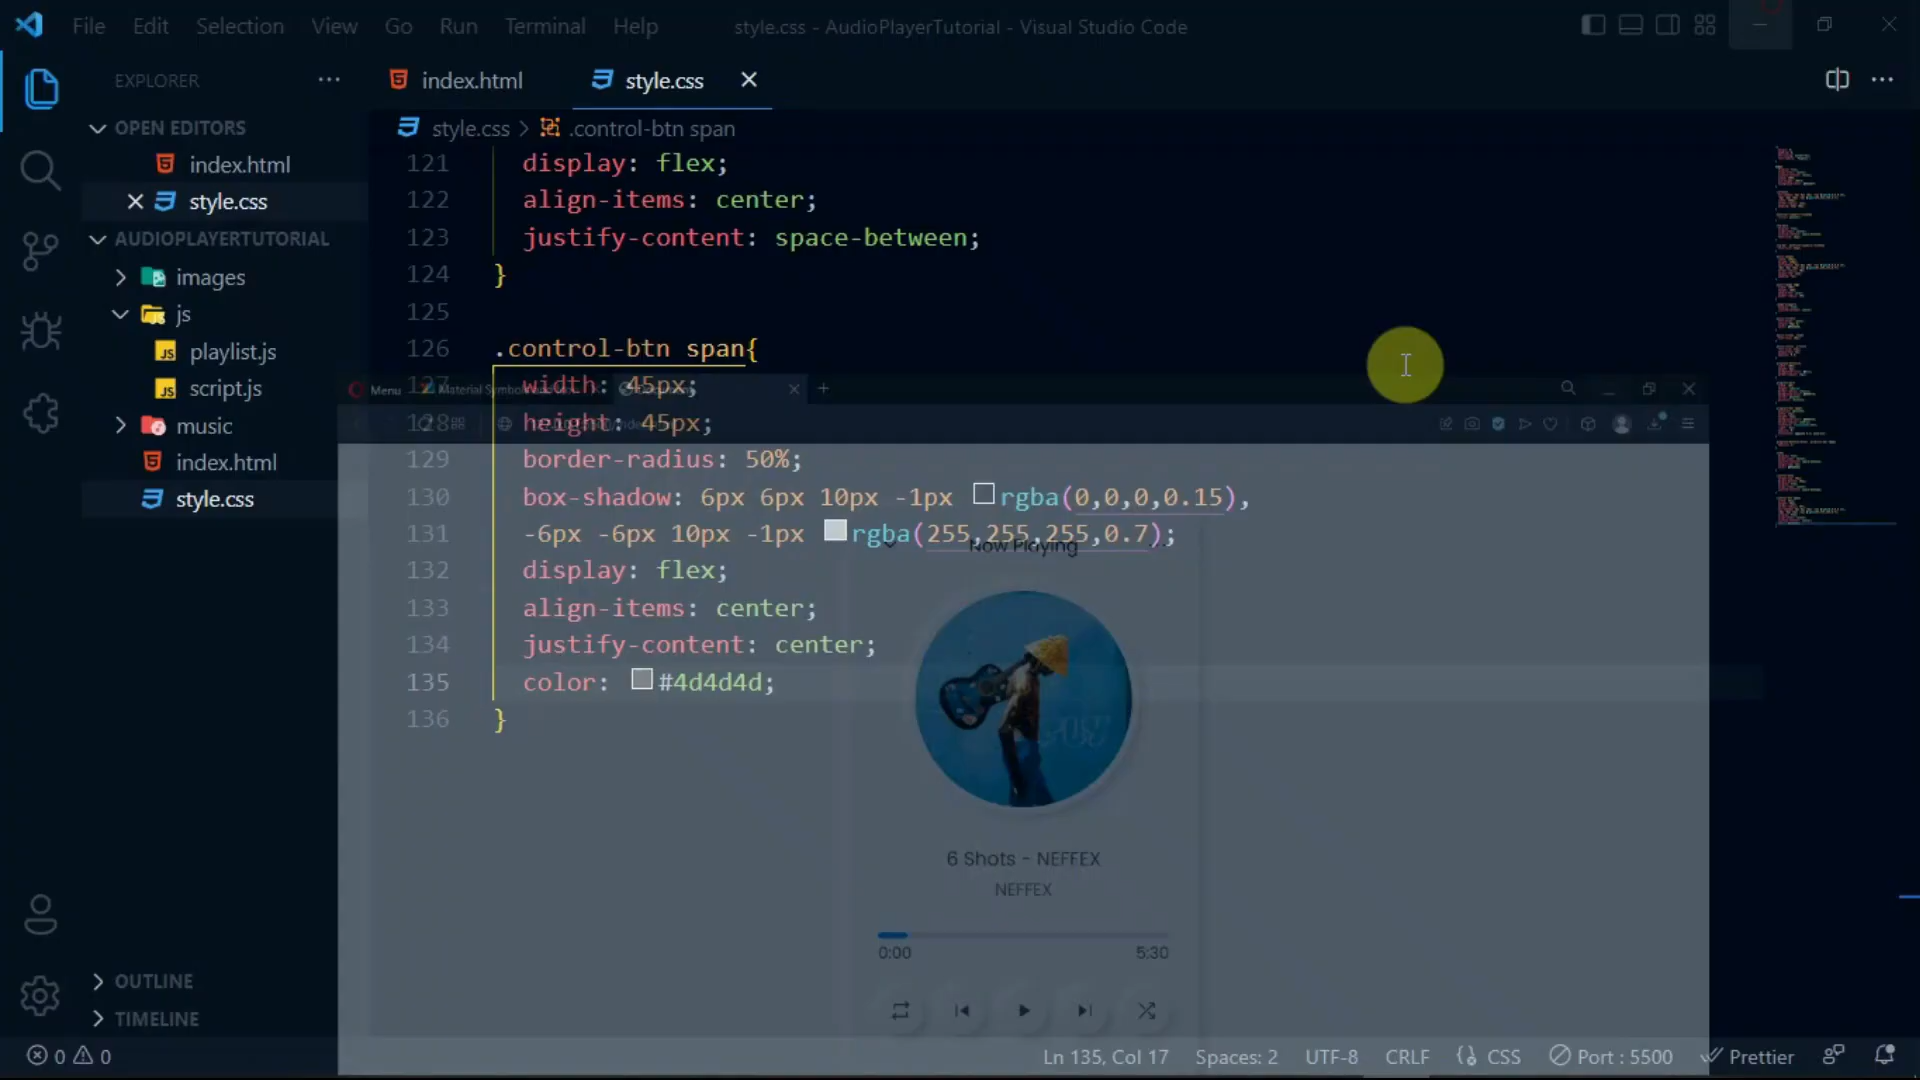 File Edit Selection View Go Run Terminal Help
style.css - AudioPlayerTutorial - Visual Studio Code
EXPLORER
index.html
style.css
OPEN EDITORS
index.html
style.css
AUDIOPLAYERTUTORIAL
images
js
playlist.js
script.js
music
index.html
style.css
OUTLINE
TIMELINE
style.css > .control-btn span
121 display: flex;
122 align-items: center;
123 justify-content: space-between;
124 }
125
126 .control-btn span{
127 width: 45px;
128 height: 45px;
129 border-radius: 50%;
130 box-shadow: 6px 6px 10px -1px rgba(0,0,0,0.15),
131 -6px -6px 10px -1px rgba(255,255,255,0.7);
132 display: flex;
133 align-items: center;
134 justify-content: center;
135 color: #4d4d4d;
136 }
Menu
Material Symbols
Now Playing
6 Shots - NEFFEX
NEFFEX
0:00 5:30
0 0
Ln 135, Col 17 Spaces: 2 UTF-8 CRLF CSS Port : 5500 Prettier